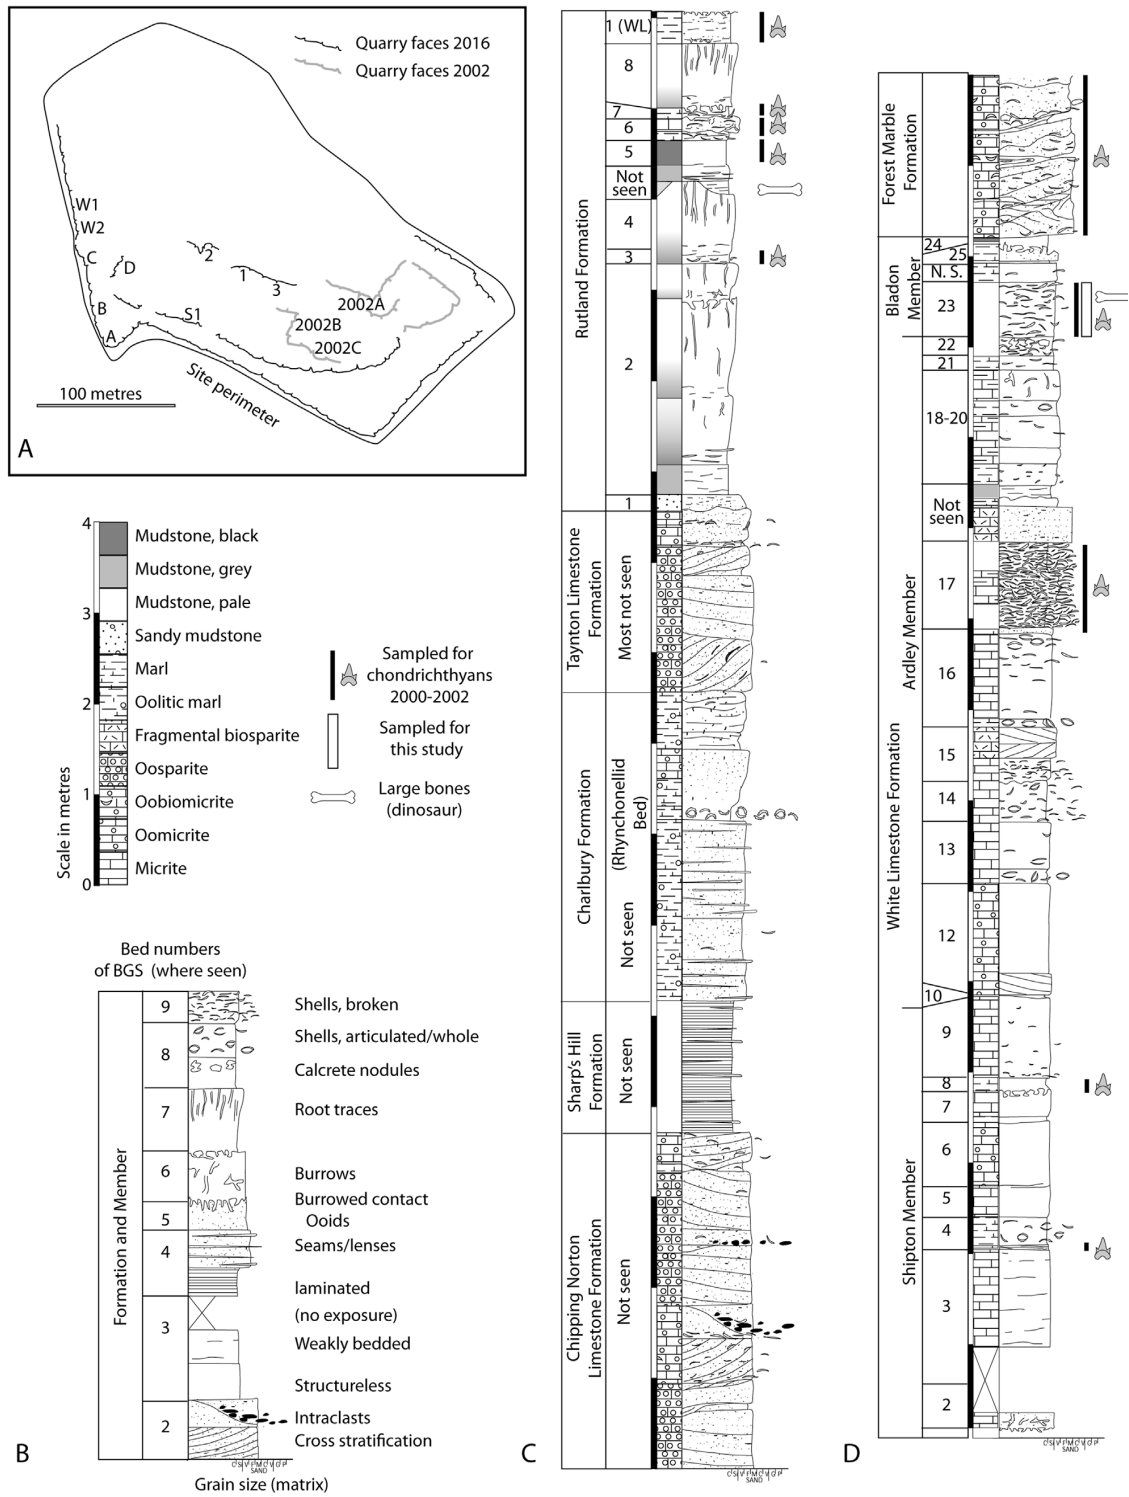 Quarry faces 2016
Quarry faces 2002
W1
W2
C
D
B
A
2
1
3
S1
2002A
2002B
2002C
Site perimeter
100 metres
A
4
3
2
1
0
Scale in metres
Mudstone, black
Mudstone, grey
Mudstone, pale
Sandy mudstone
Marl
Oolitic marl
Fragmental biosparite
Oosparite
Oobiomicrite
Oomicrite
Micrite
Sampled for
chondrichthyans
2000-2002
Sampled for
this study
Large bones
(dinosaur)
Bed numbers
of BGS (where seen)
Formation and Member
9
8
7
6
5
4
3
2
Shells, broken
Shells, articulated/whole
Calcrete nodules
Root traces
Burrows
Burrowed contact
Ooids
Seams/lenses
laminated
(no exposure)
Weakly bedded
Structureless
Intraclasts
Cross stratification
SAND
Grain size (matrix)
B
Rutland Formation
1 (WL)
8
7
6
5
Not
seen
4
3
2
1
Taynton Limestone
Formation
Most not seen
Charlbury Formation
(Rhynchonellid
Bed)
Not seen
Sharp's Hill
Formation
Not seen
Chipping Norton
Limestone Formation
Not seen
SAND
C
Forest Marble
Formation
Bladon
Member
24
25
N. S.
23
22
21
18-20
Not
seen
17
16
15
14
13
12
10
9
8
7
6
5
4
3
2
White Limestone Formation
Ardley Member
Shipton Member
SAND
D